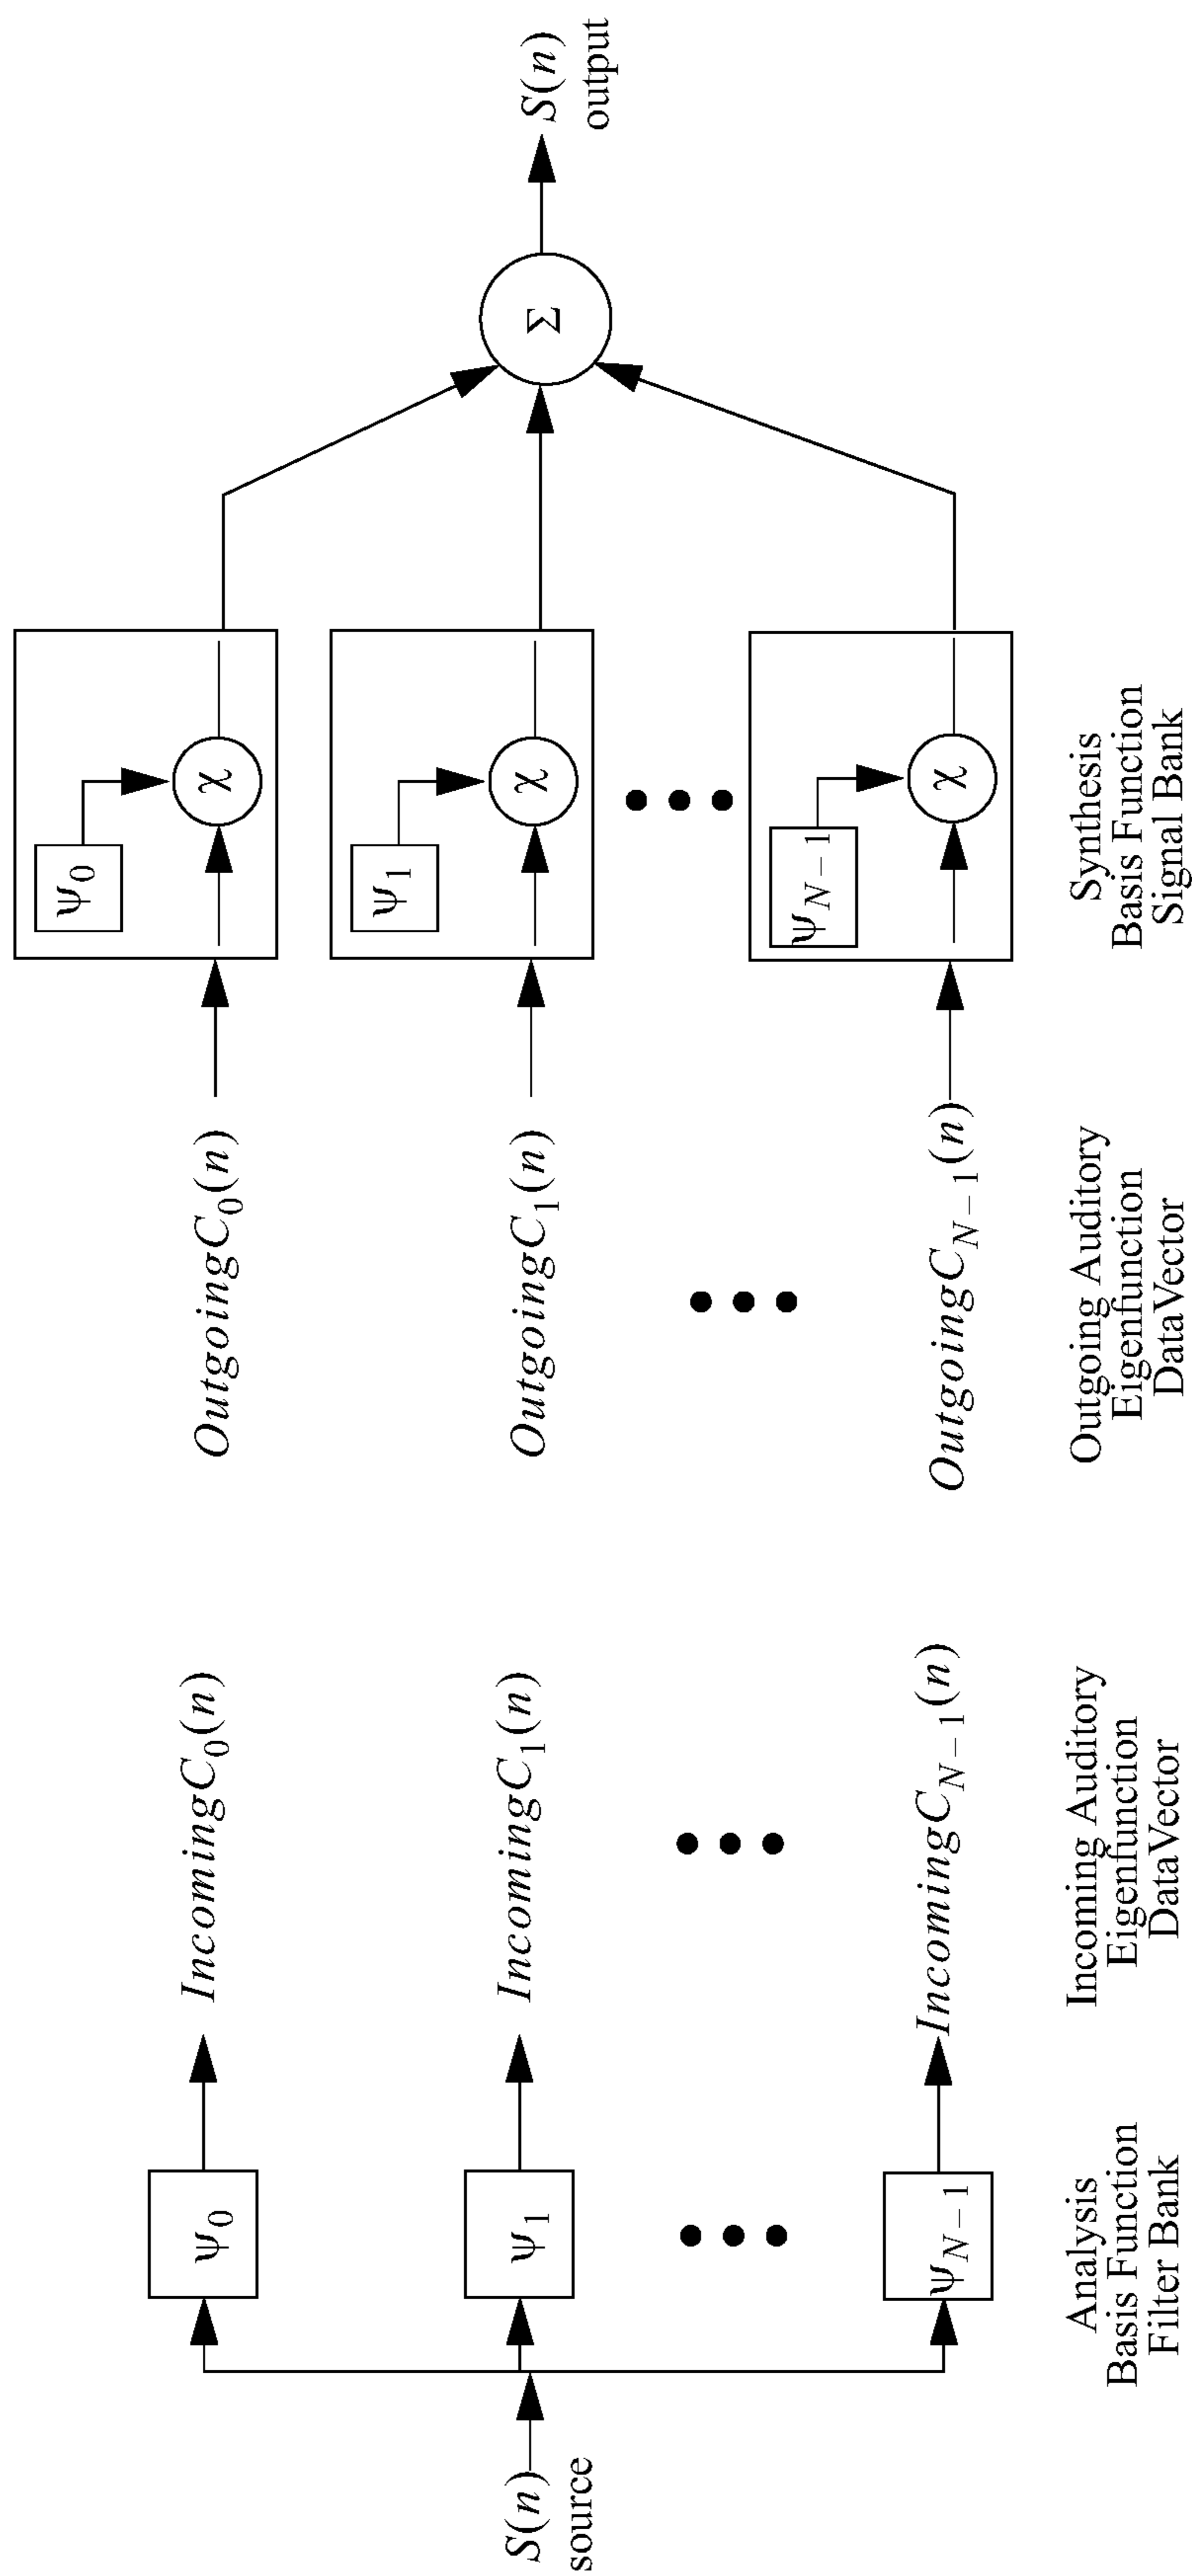 S(n)
source
ψ0
ψ1
ψN−1
Analysis
Basis Function
Filter Bank
IncomingC0(n)
IncomingC1(n)
IncomingCN−1(n)
Incoming Auditory
Eigenfunction
DataVector
OutgoingC0(n)
OutgoingC1(n)
OutgoingCN−1(n)
Outgoing Auditory
Eigenfunction
DataVector
ψ0
χ
ψ1
χ
ψN−1
χ
Synthesis
Basis Function
Signal Bank
Σ
S(n)
output